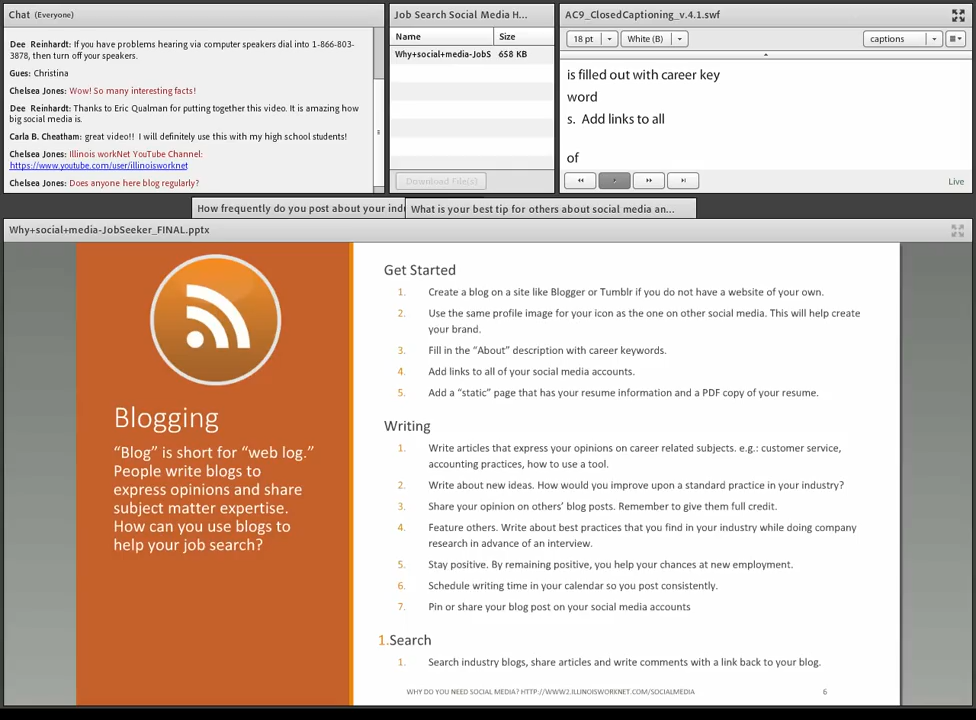 Chat (Everyone)
Dee Reinhardt: If you have problems hearing via computer speakers dial into 1-866-803-
3878, then turn off your speakers.
Gues: Christina
Chelsea Jones: Wow! So many interesting facts!
Dee Reinhardt: Thanks to Eric Qualman for putting together this video. It is amazing how
big social media is.
Carla B. Cheatham: great video!! I will definitely use this with my high school students!
Chelsea Jones: Illinois workNet YouTube Channel:
https://www.youtube.com/user/illinoisworknet
Chelsea Jones: Does anyone here blog regularly?
Job Search Social Media H...
Name Size
Why+social+media-JobS 658 KB
Download File(s)
AC9_ClosedCaptioning_v.4.1.swf
18 pt White (B) captions
is filled out with career key
word
s. Add links to all
of
Live
How frequently do you post about your ind
What is your best tip for others about social media an...
Why+social+media-JobSeeker_FINAL.pptx
Blogging
“Blog” is short for “web log.”
People write blogs to
express opinions and share
subject matter expertise.
How can you use blogs to
help your job search?
Get Started
1. Create a blog on a site like Blogger or Tumblr if you do not have a website of your own.
2. Use the same profile image for your icon as the one on other social media. This will help create
your brand.
3. Fill in the “About” description with career keywords.
4. Add links to all of your social media accounts.
5. Add a “static” page that has your resume information and a PDF copy of your resume.
Writing
1. Write articles that express your opinions on career related subjects. e.g.: customer service,
accounting practices, how to use a tool.
2. Write about new ideas. How would you improve upon a standard practice in your industry?
3. Share your opinion on others’ blog posts. Remember to give them full credit.
4. Feature others. Write about best practices that you find in your industry while doing company
research in advance of an interview.
5. Stay positive. By remaining positive, you help your chances at new employment.
6. Schedule writing time in your calendar so you post consistently.
7. Pin or share your blog post on your social media accounts
1.Search
1. Search industry blogs, share articles and write comments with a link back to your blog.
WHY DO YOU NEED SOCIAL MEDIA? HTTP://WWW2.ILLINOISWORKNET.COM/SOCIALMEDIA 6